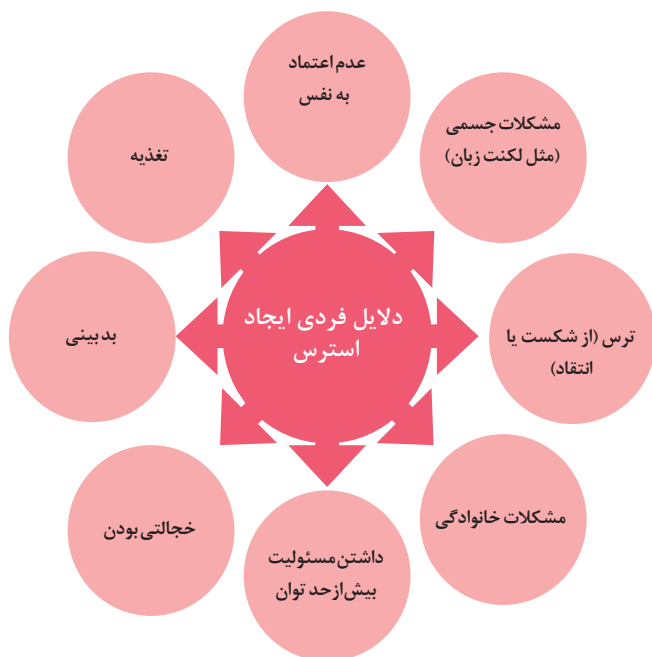 عدم اعتماد
به نفس
مشکلات جسمی
(مثل لکنت زبان)
ترس (از شکست یا
انتقاد)
مشکلات خانوادگی
داشتن مسئولیت
بیش از حد توان
خجالتی بودن
بدبینی
تغذیه
دلایل فردی ایجاد
استرس